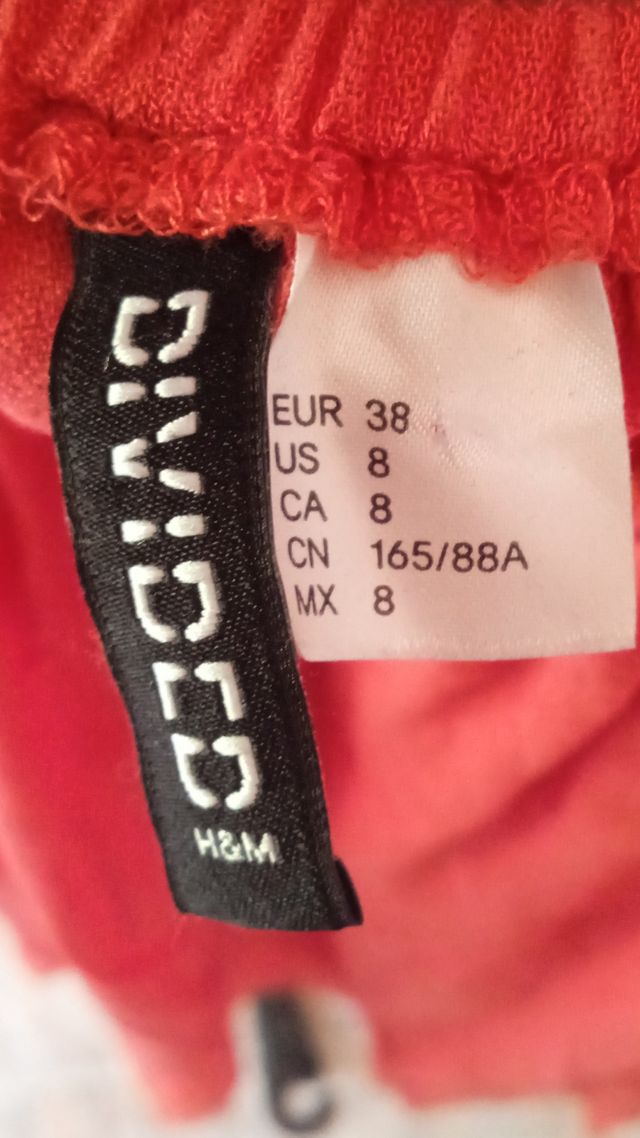 DIVIDED
H&M
EUR 38
US 8
CA 8
CN 165/88A
MX 8